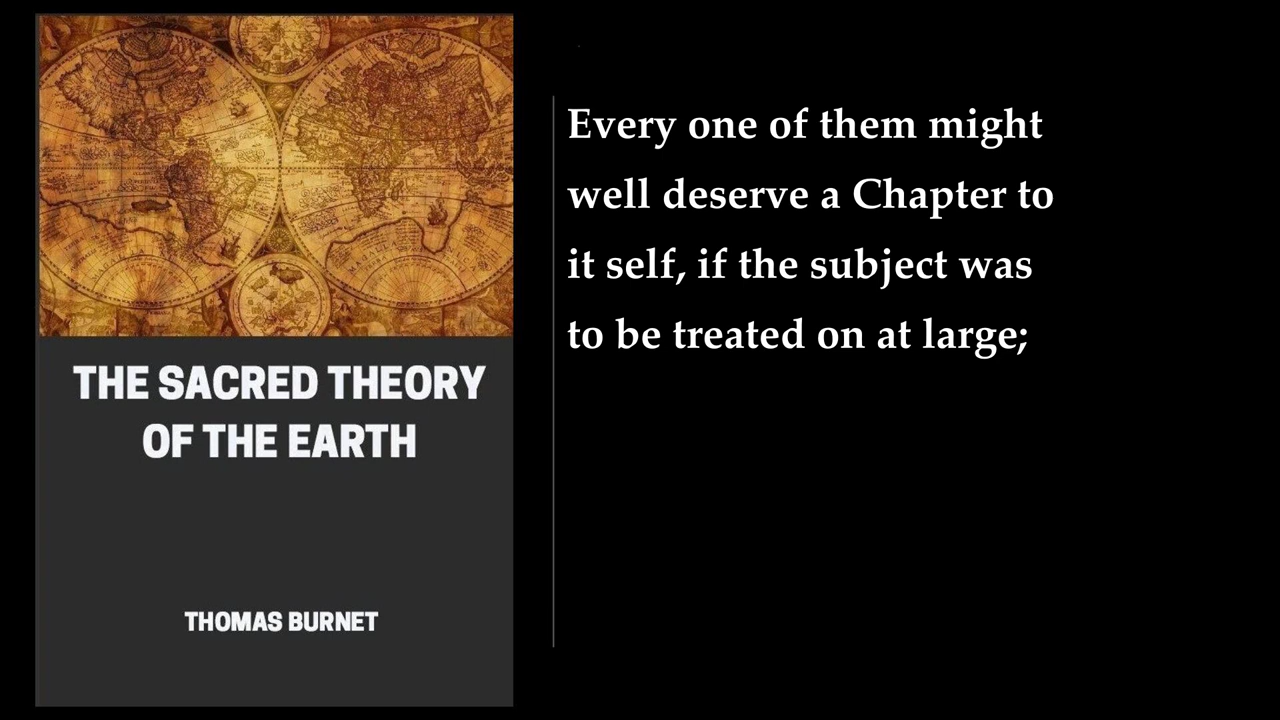 THE SACRED THEORY
OF THE EARTH
THOMAS BURNET
Every one of them might
well deserve a Chapter to
it self, if the subject was
to be treated on at large;